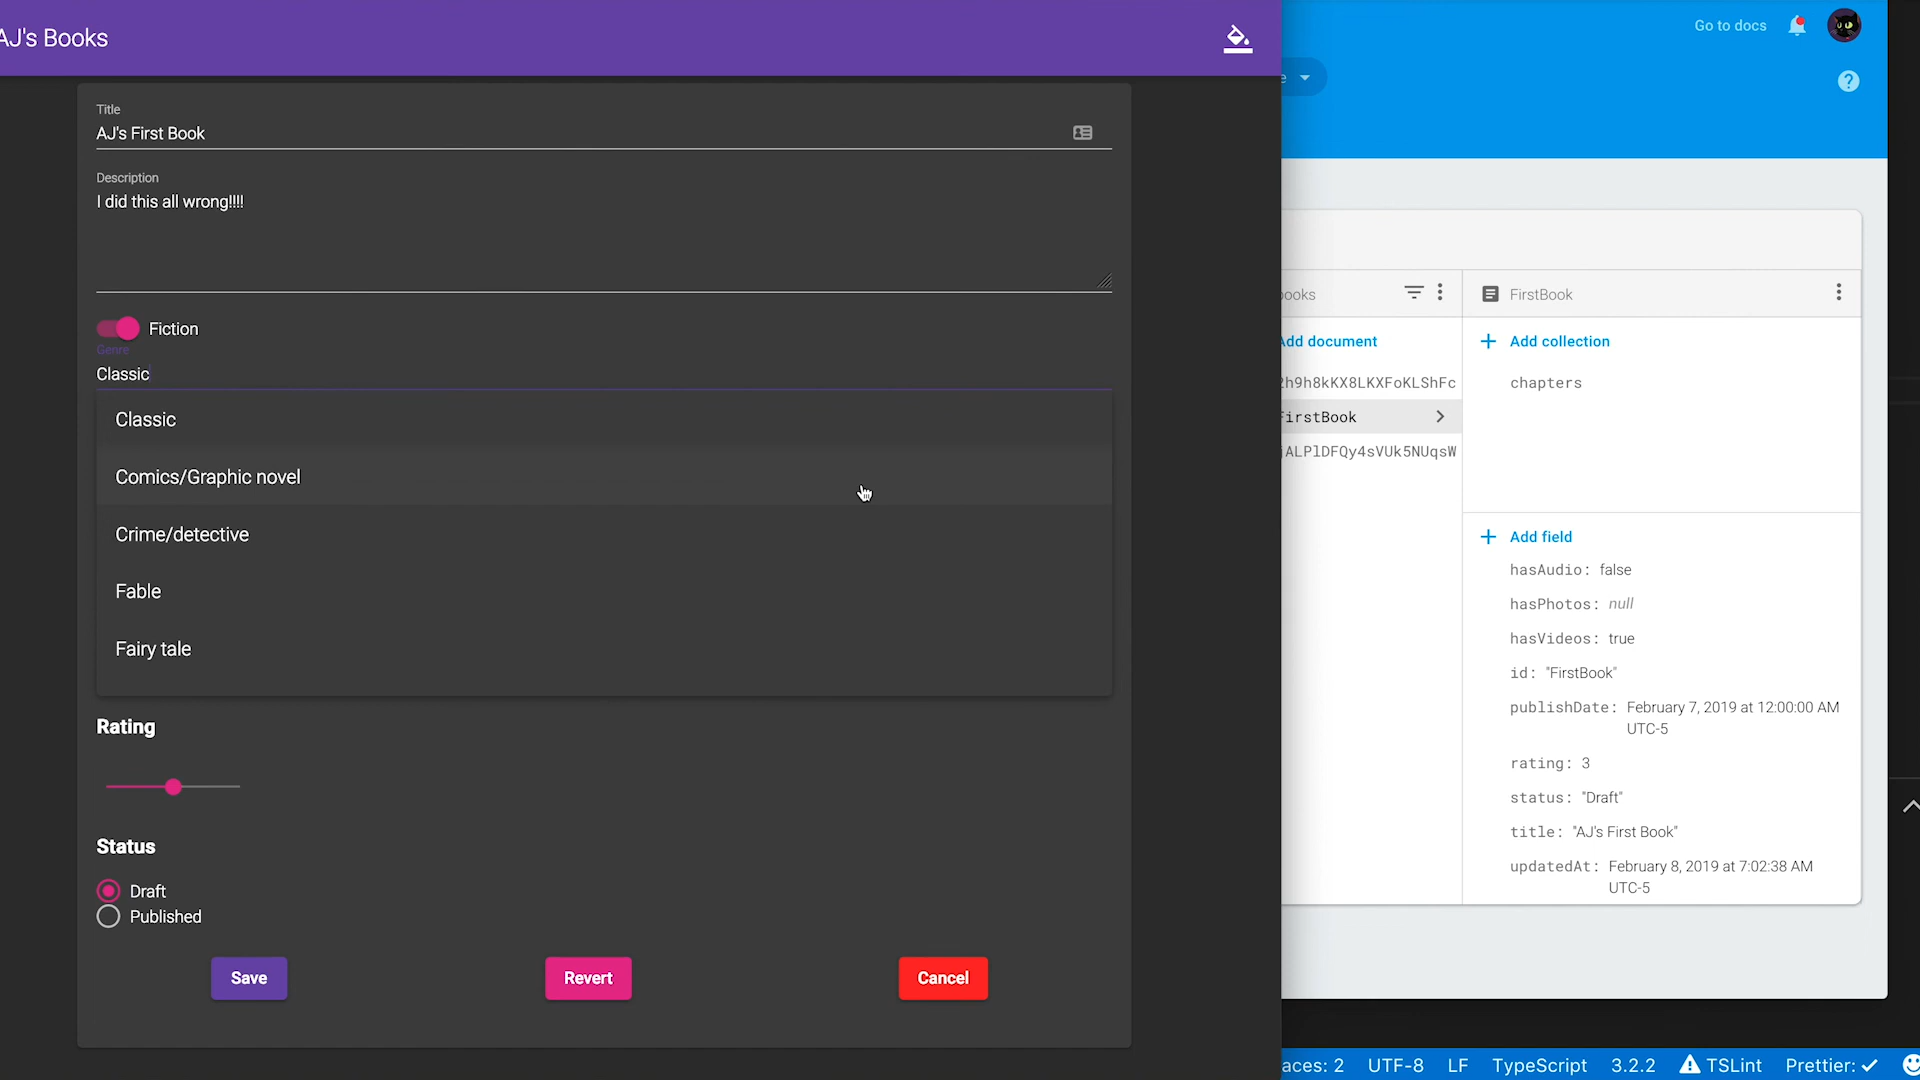 AJ's Books
Title
AJ's First Book
Description
I did this all wrong!!!!
Fiction
Genre
Classic
Classic
Comics/Graphic novel
Crime/detective
Fable
Fairy tale
Rating
Status
Draft
Published
Save
Revert
Cancel
Go to docs
e
ooks
FirstBook
Add document
Add collection
h9h8kKX8LKXFoKLShFc
chapters
FirstBook
ALPlDFQy4sVUk5NUqsW
Add field
hasAudio: false
hasPhotos: null
hasVideos: true
id: "FirstBook"
publishDate: February 7, 2019 at 12:00:00 AM
UTC-5
rating: 3
status: "Draft"
title: "AJ's First Book"
updatedAt: February 8, 2019 at 7:02:38 AM
UTC-5
aces: 2 UTF-8 LF TypeScript 3.2.2 TSLint Prettier: ✓